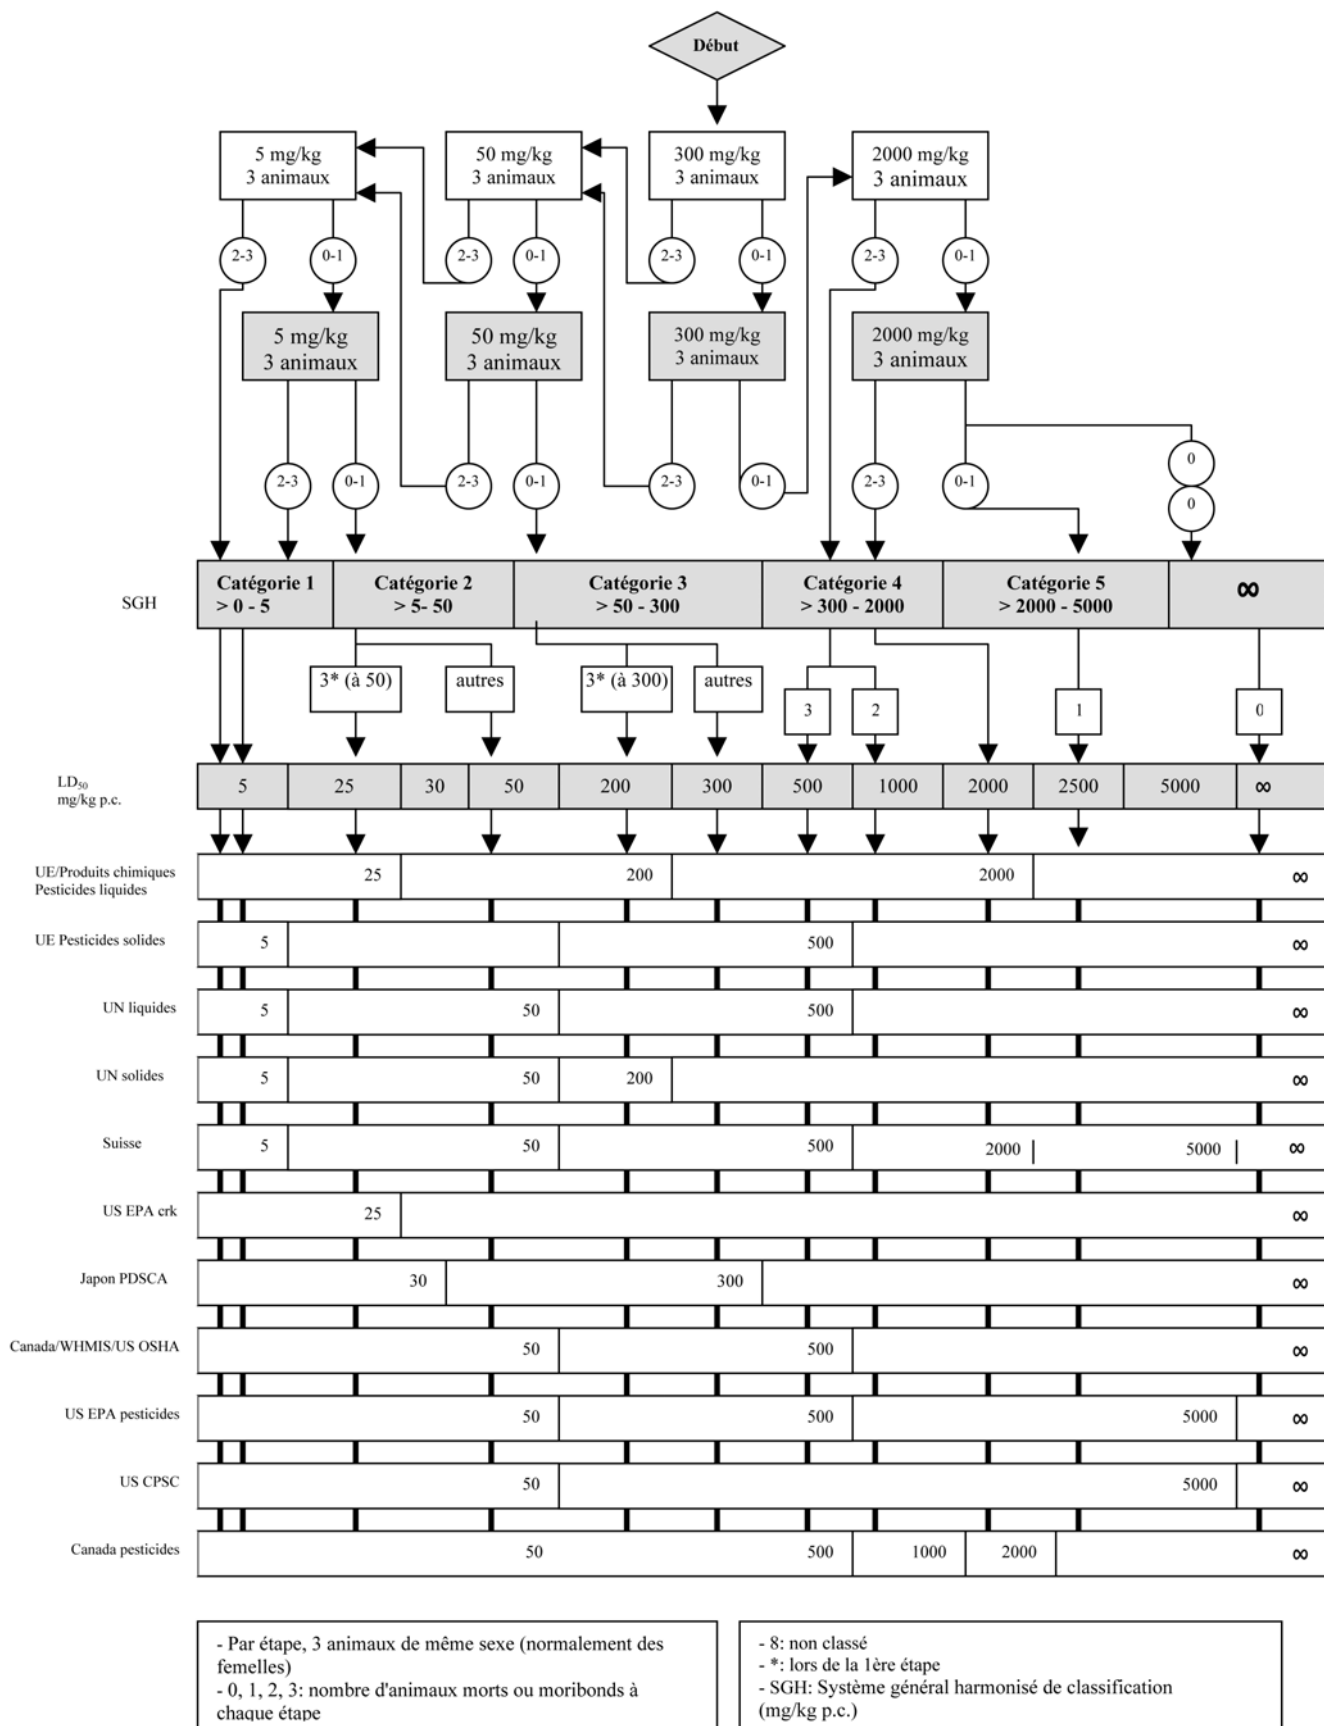 Début
5 mg/kg
3 animaux
50 mg/kg
3 animaux
300 mg/kg
3 animaux
2000 mg/kg
3 animaux
2-3
0-1
2-3
0-1
2-3
0-1
2-3
0-1
5 mg/kg
3 animaux
50 mg/kg
3 animaux
300 mg/kg
3 animaux
2000 mg/kg
3 animaux
2-3
0-1
2-3
0-1
2-3
0-1
2-3
0-1
0
0
SGH
Catégorie 1
> 0 - 5
Catégorie 2
> 5- 50
Catégorie 3
> 50 - 300
Catégorie 4
> 300 - 2000
Catégorie 5
> 2000 - 5000
∞
3* (à 50)
autres
3* (à 300)
autres
3
2
1
0
LD50
mg/kg p.c.
5
25
30
50
200
300
500
1000
2000
2500
5000
∞
UE/Produits chimiques
Pesticides liquides
25
200
2000
∞
UE Pesticides solides
5
500
∞
UN liquides
5
50
500
∞
UN solides
5
50
200
∞
Suisse
5
50
500
2000
5000
∞
US EPA crk
25
∞
Japon PDSCA
30
300
∞
Canada/WHMIS/US OSHA
50
500
∞
US EPA pesticides
50
500
5000
∞
US CPSC
50
5000
∞
Canada pesticides
50
500
1000
2000
∞
- Par étape, 3 animaux de même sexe (normalement des
femelles)
- 0, 1, 2, 3: nombre d'animaux morts ou moribonds à
chaque étape
- 8: non classé
- *: lors de la 1ère étape
- SGH: Système général harmonisé de classification
(mg/kg p.c.)